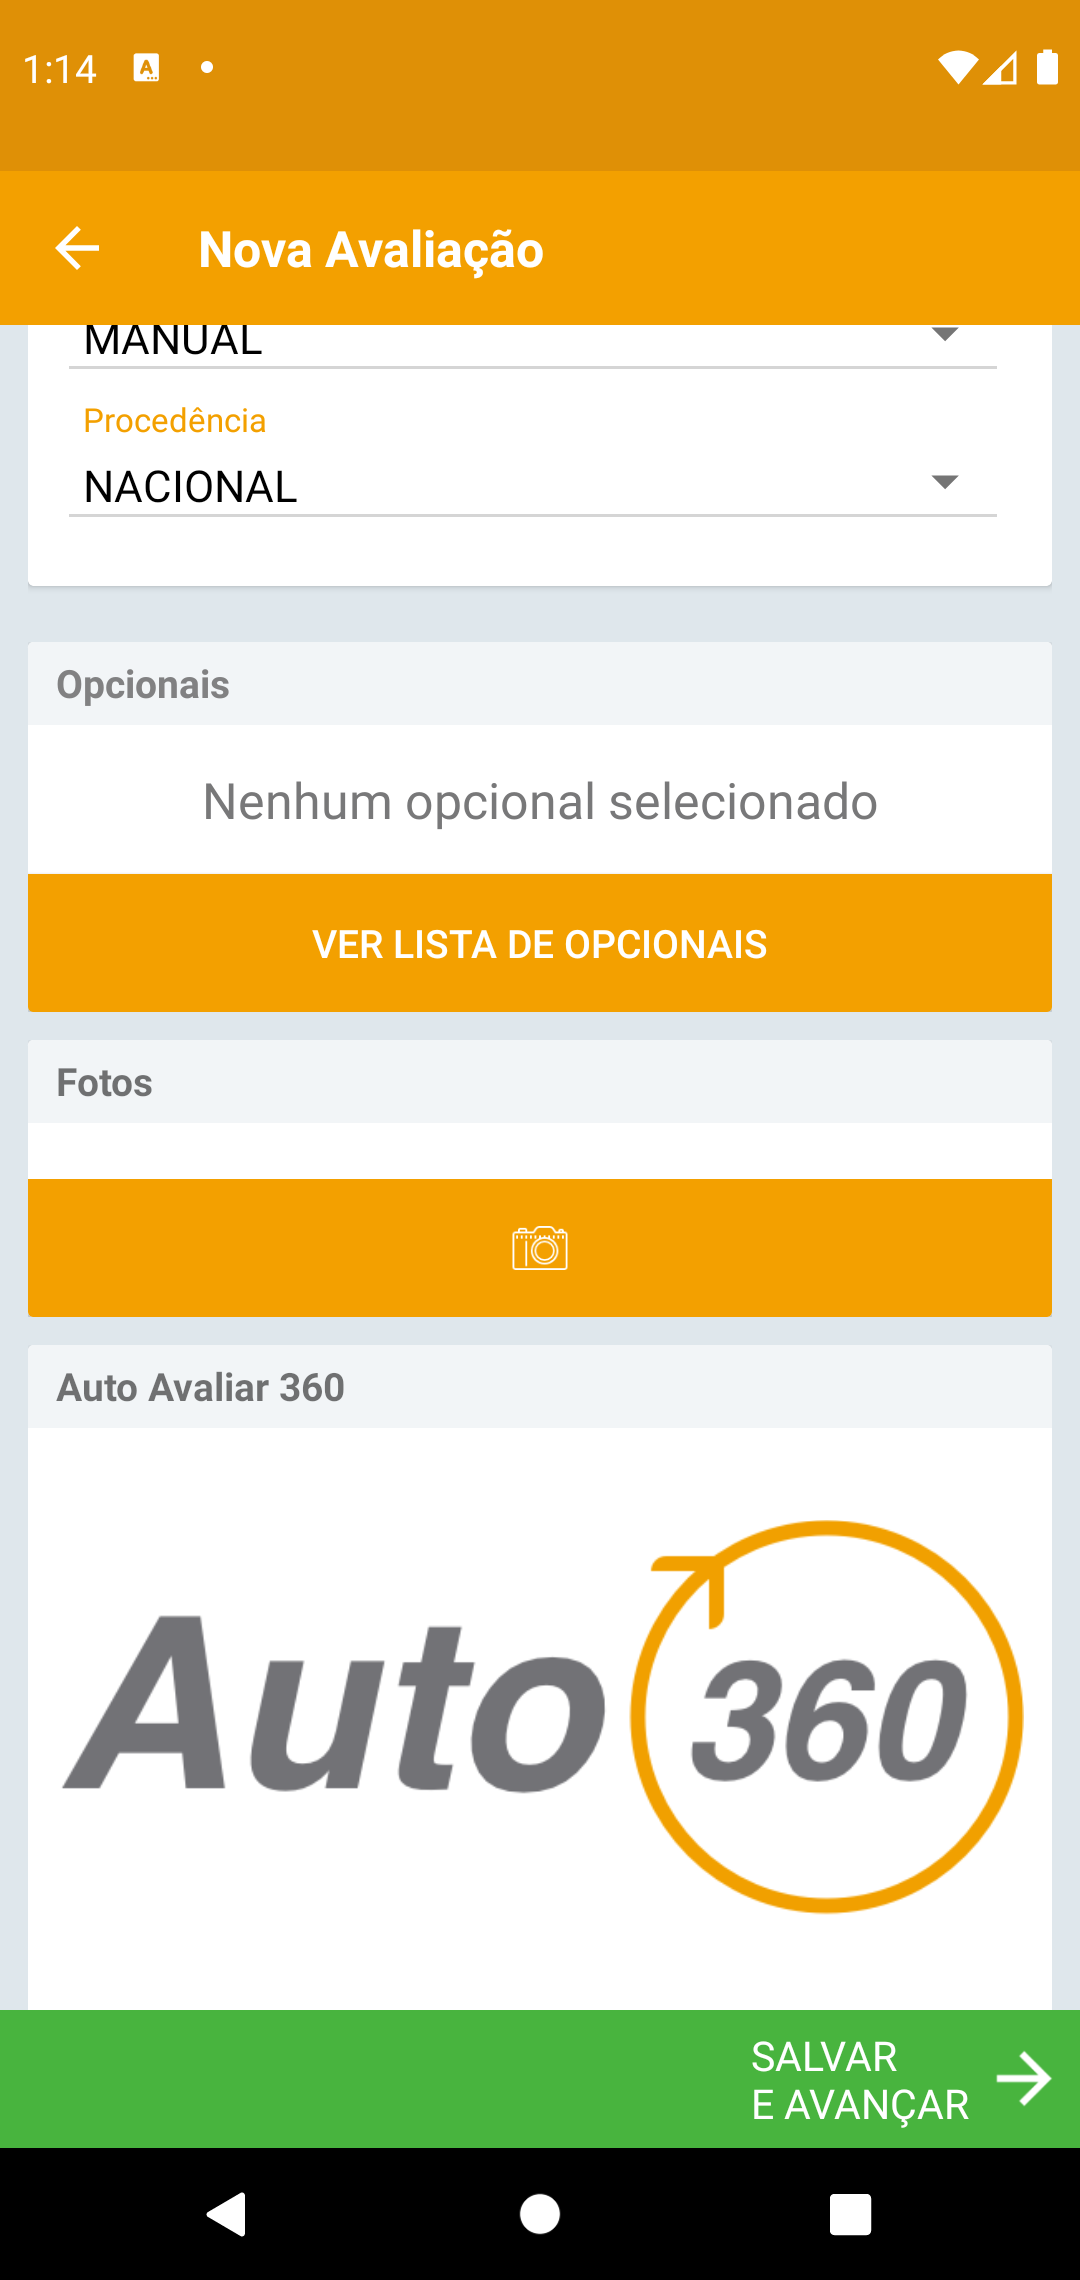 1:14
Nova Avaliação
MANUAL
Procedência
NACIONAL
Opcionais
Nenhum opcional selecionado
VER LISTA DE OPCIONAIS
Fotos
Auto Avaliar 360
Auto 360
SALVAR
E AVANÇAR